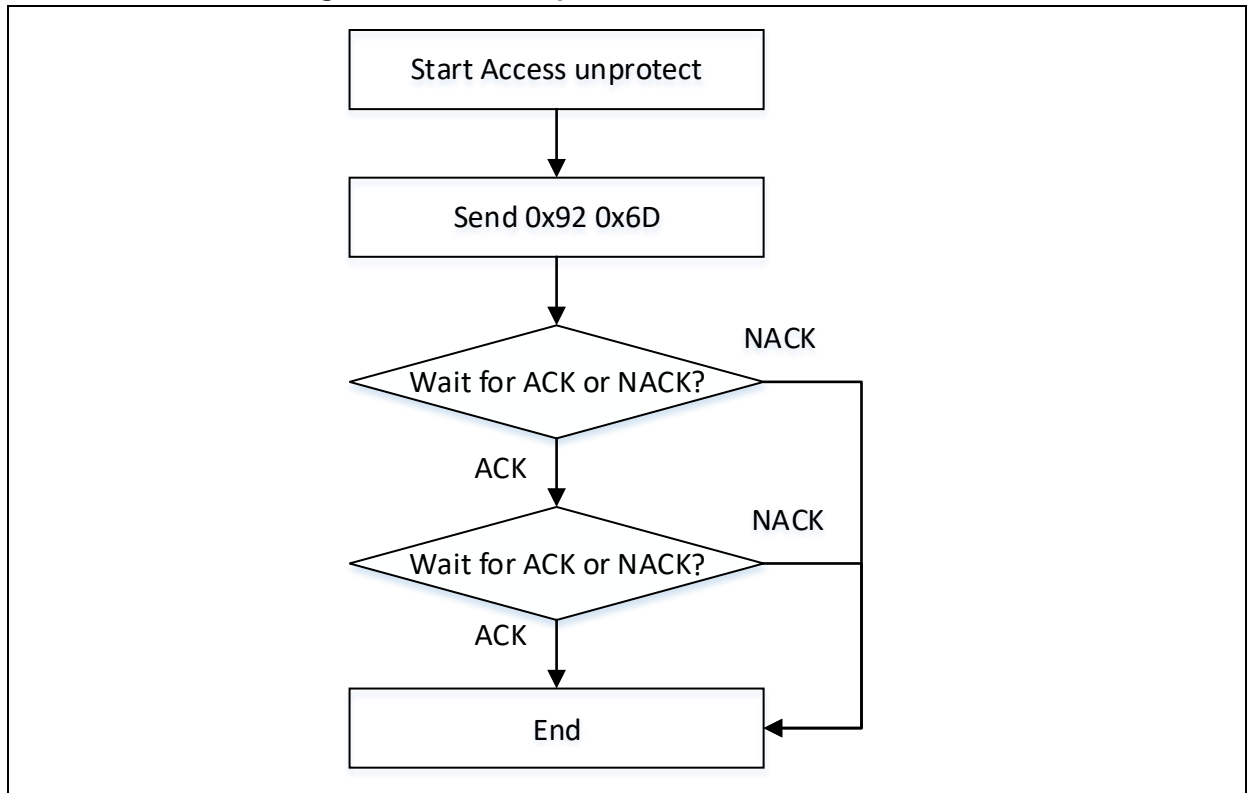 Start Access unprotect
Send 0x92 0x6D
NACK
Wait for ACK or NACK?
ACK
NACK
Wait for ACK or NACK?
ACK
End